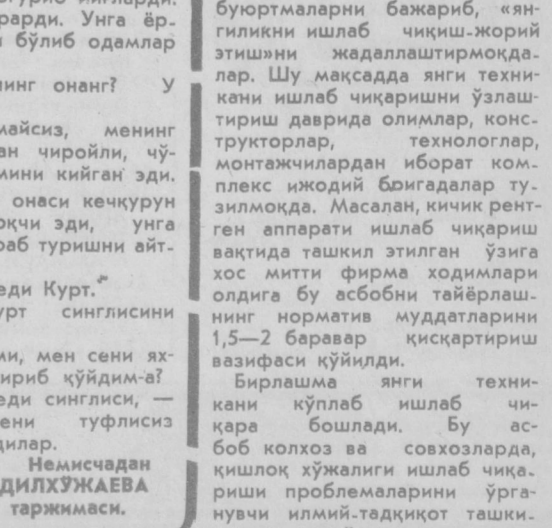 рарди. Унга ёр-
бўлиб одамлар
нинг онанг? У
майсиз, менинг
ан чиройли, чў-
мини кийган эди.
онаси кечқурун
эди, унга
раб туришни айт-
еди Курт.
урт синглисини
ми, мен сени ях-
ириб қўйдим-а?
еди синглиси, —
ени туфлисиз
дилар.
Немисчадан
ДИЛХЎЖАЕВА
таржимаси.
буюртмаларни бажариб, «ян-
гиликни ишлаб чиқиш-жорий
этиш»ни жадаллаштирмоқда-
лар. Шу мақсадда янги техни-
кани ишлаб чиқаришни ўзлаш-
тириш даврида олимлар, конс-
трукторлар, технологлар,
монтажчилардан иборат ком-
плекс ижодий бригадалар ту-
зилмоқда. Масалан, кичик рент-
ген аппарати ишлаб чиқариш
вақтида ташкил этилган ўзига
хос митти фирма ходимлари
олдига бу асбобни тайёрлаш-
нинг норматив муддатларини
1,5—2 баравар қисқартириш
вазифаси қўйилди.
Бирлашма янги техни-
кани кўплаб ишлаб чи-
қара бошлади. Бу ас-
боб колхоз ва совхозларда,
қишлоқ хўжалиги ишлаб чиқа-
риши проблемаларини ўрга-
нувчи илмий-тадқиқот ташки-